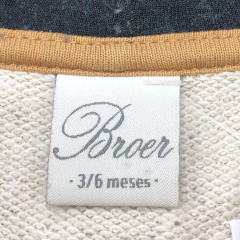 Broer
· 3/6 meses ·